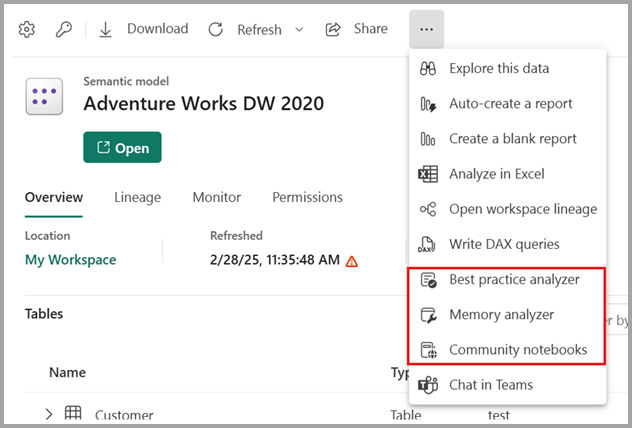 Download
Refresh
Share
...
Semantic model
Adventure Works DW 2020
Open
Overview
Lineage
Monitor
Permissions
Location
Refreshed
My Workspace
2/28/25, 11:35:48 AM
Tables
Name
Customer
Table
test
Explore this data
Auto-create a report
Create a blank report
Analyze in Excel
Open workspace lineage
Write DAX queries
DAX
Best practice analyzer
Memory analyzer
Community notebooks
Chat in Teams
by